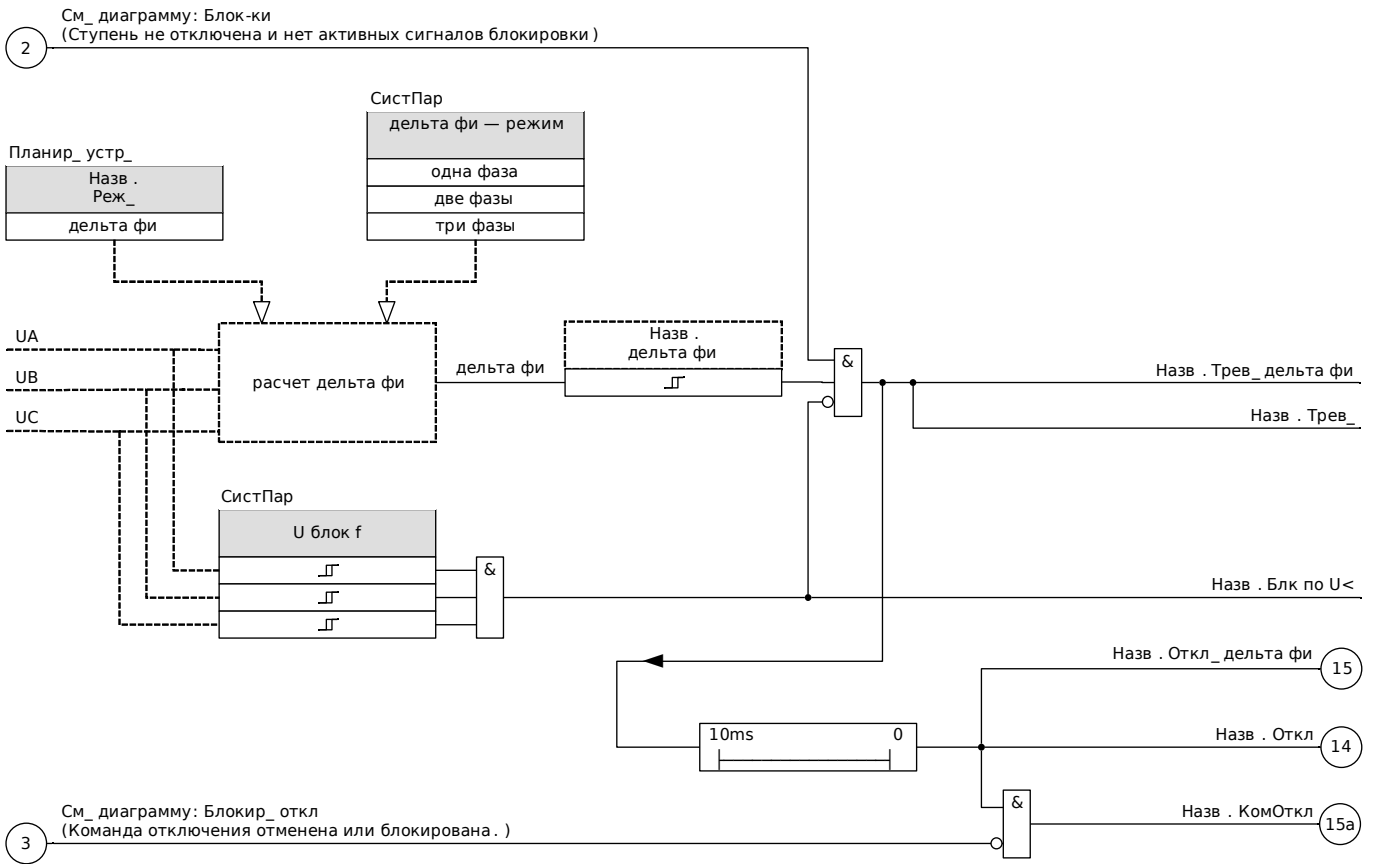 См_ диаграмму: Блок-ки
(Ступень не отключена и нет активных сигналов блокировки )
2
СистПар
дельта фи — режим
одна фаза
две фазы
три фазы
Планир_ устр_
Назв .
Реж_
дельта фи
UA
UB
UC
расчет дельта фи
дельта фи
Назв .
дельта фи
&
Назв . Трев_ дельта фи
Назв . Трев_
СистПар
U блок f
&
Назв . Блк по U<
Назв . Откл_ дельта фи
15
10ms 0
Назв . Откл
14
&
Назв . КомОткл
15a
См_ диаграмму: Блокир_ откл
(Команда отключения отменена или блокирована. )
3